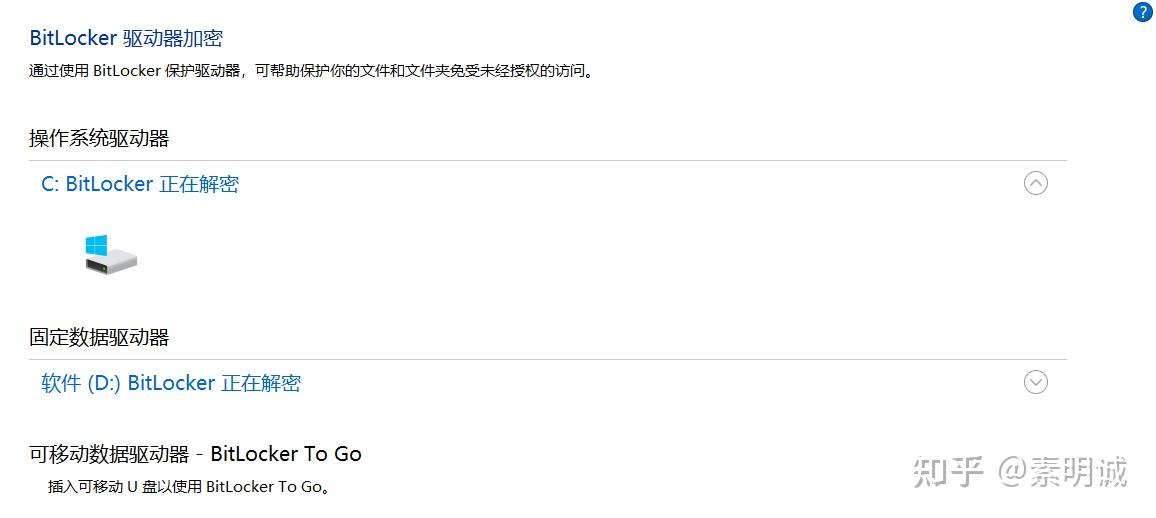 ?
BitLocker 驱动器加密
通过使用 BitLocker 保护驱动器，可帮助保护你的文件和文件夹免受未经授权的访问。
操作系统驱动器
C: BitLocker 正在解密
固定数据驱动器
软件 (D:) BitLocker 正在解密
可移动数据驱动器 - BitLocker To Go
插入可移动 U 盘以使用 BitLocker To Go。
知乎 @素明诚